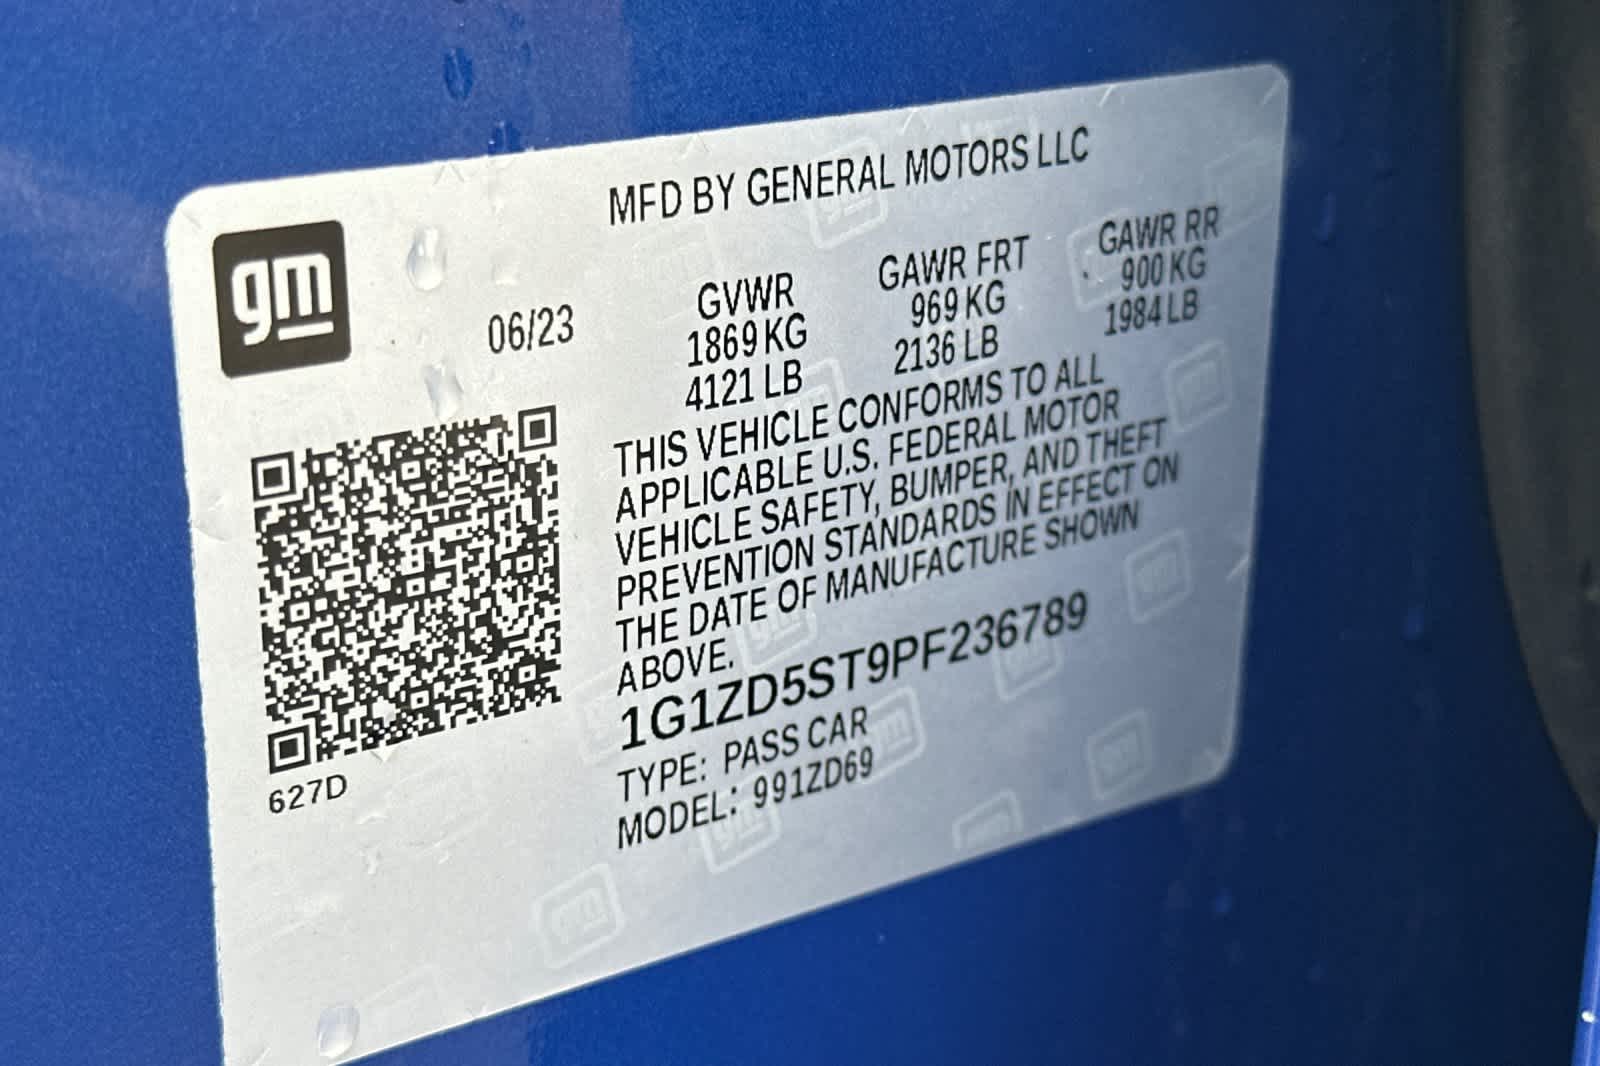 MFD BY GENERAL MOTORS LLC
gm
06/23
GVWR GAWR FRT GAWR RR
1869 KG 969 KG 900 KG
4121 LB 2136 LB 1984 LB
THIS VEHICLE CONFORMS TO ALL
APPLICABLE U.S. FEDERAL MOTOR
VEHICLE SAFETY, BUMPER, AND THEFT
PREVENTION STANDARDS IN EFFECT ON
THE DATE OF MANUFACTURE SHOWN
ABOVE.
1G1ZD5ST9PF236789
TYPE: PASS CAR
MODEL: 991ZD69
627D